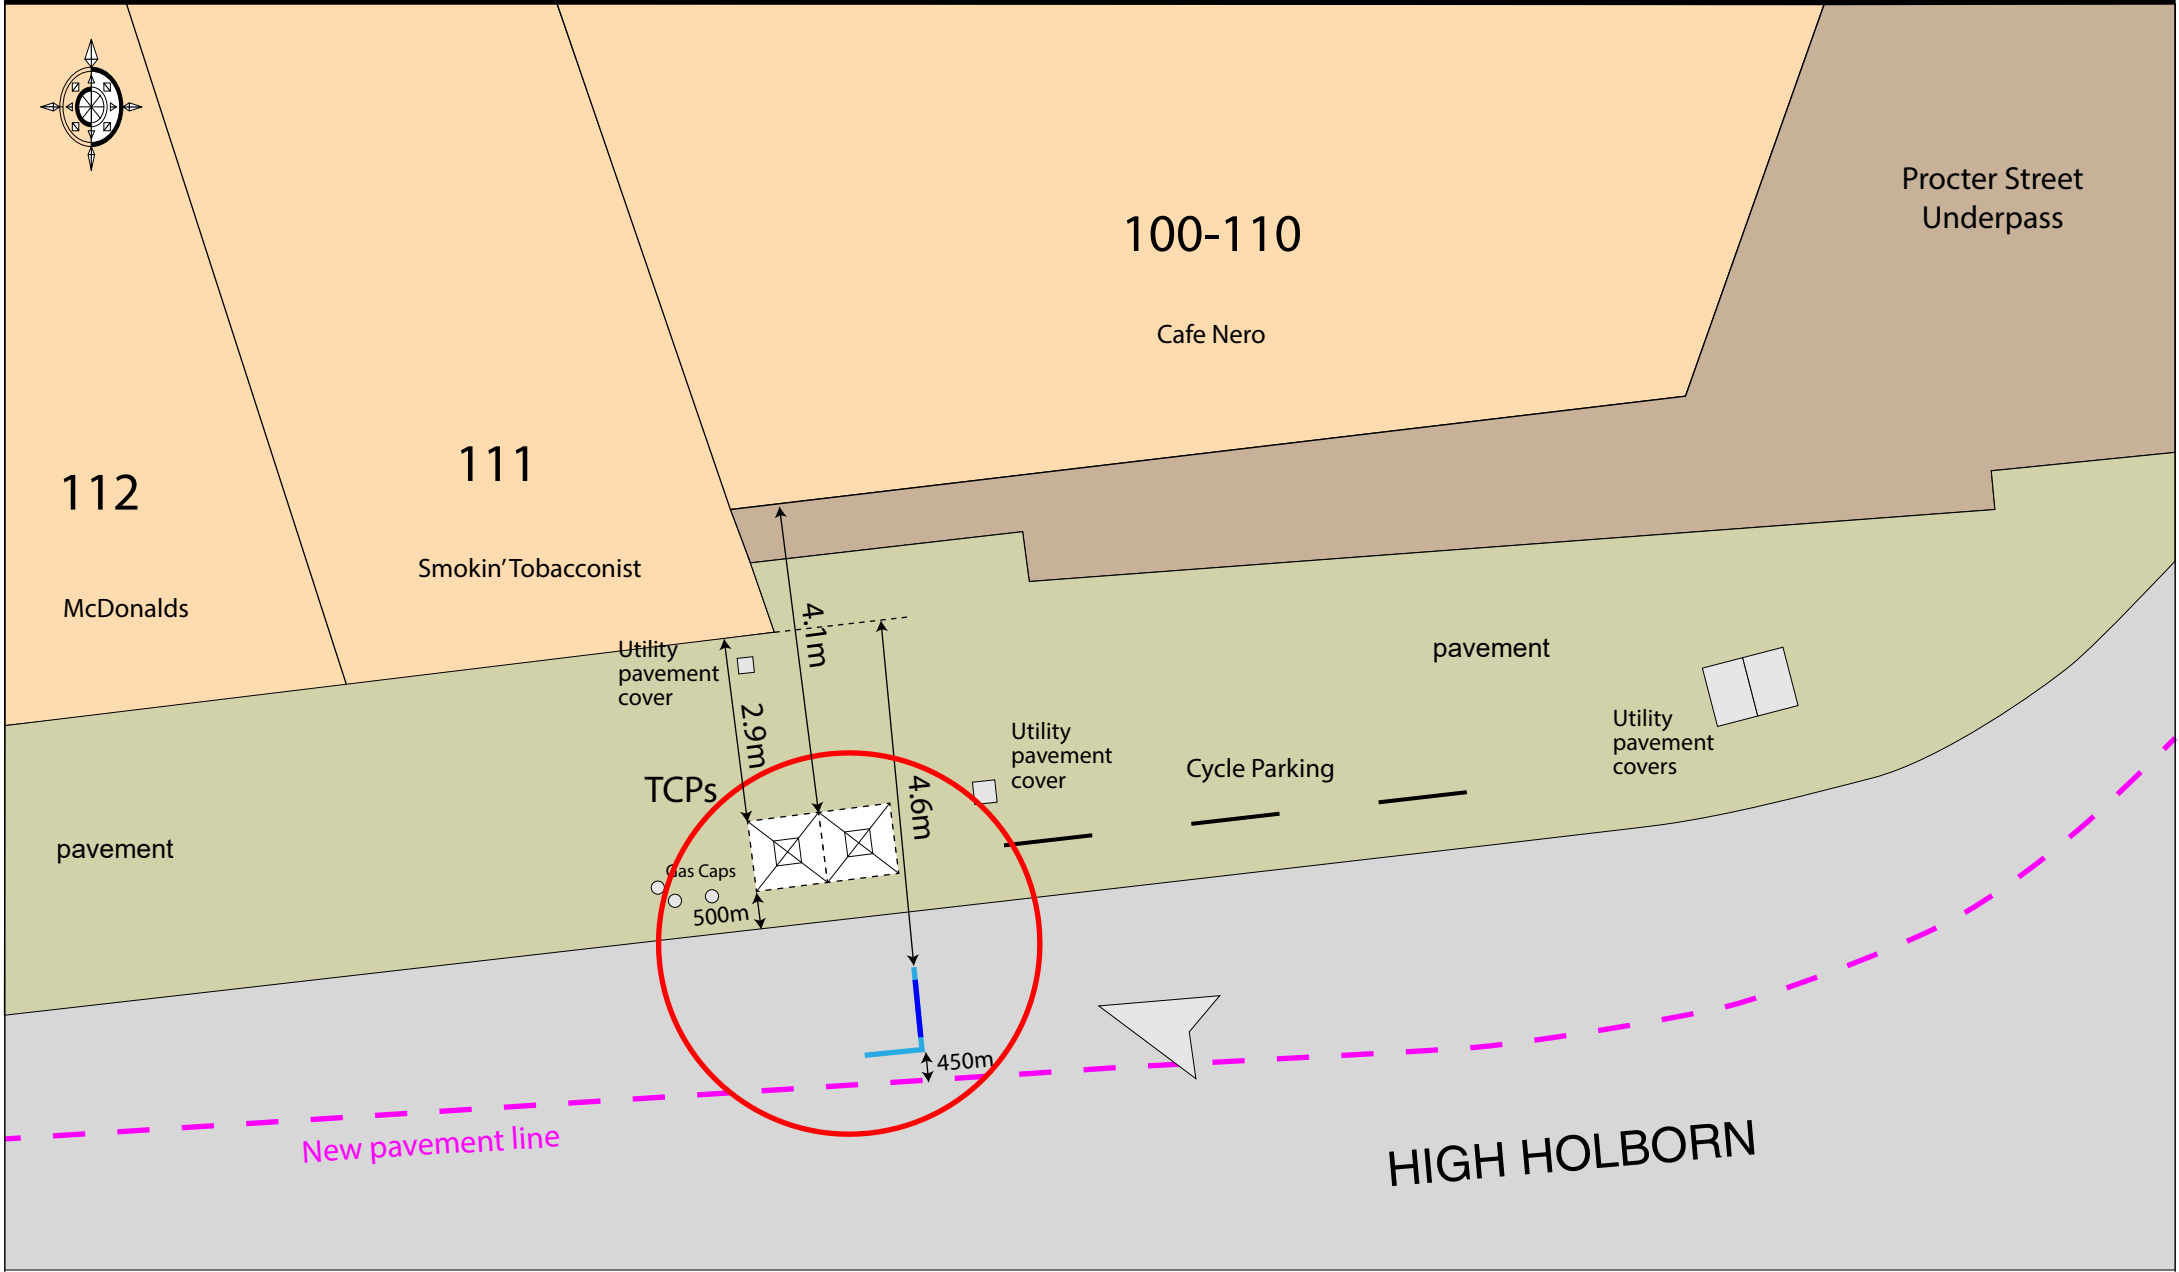 Procter Street
Underpass
100-110
Cafe Nero
111
Smokin' Tobacconist
112
McDonalds
Utility
pavement
cover
4.1m
2.9m
4.6m
pavement
Utility
pavement
cover
Cycle Parking
Utility
pavement
covers
TCPs
pavement
Gas Caps
500m
450m
New pavement line
HIGH HOLBORN